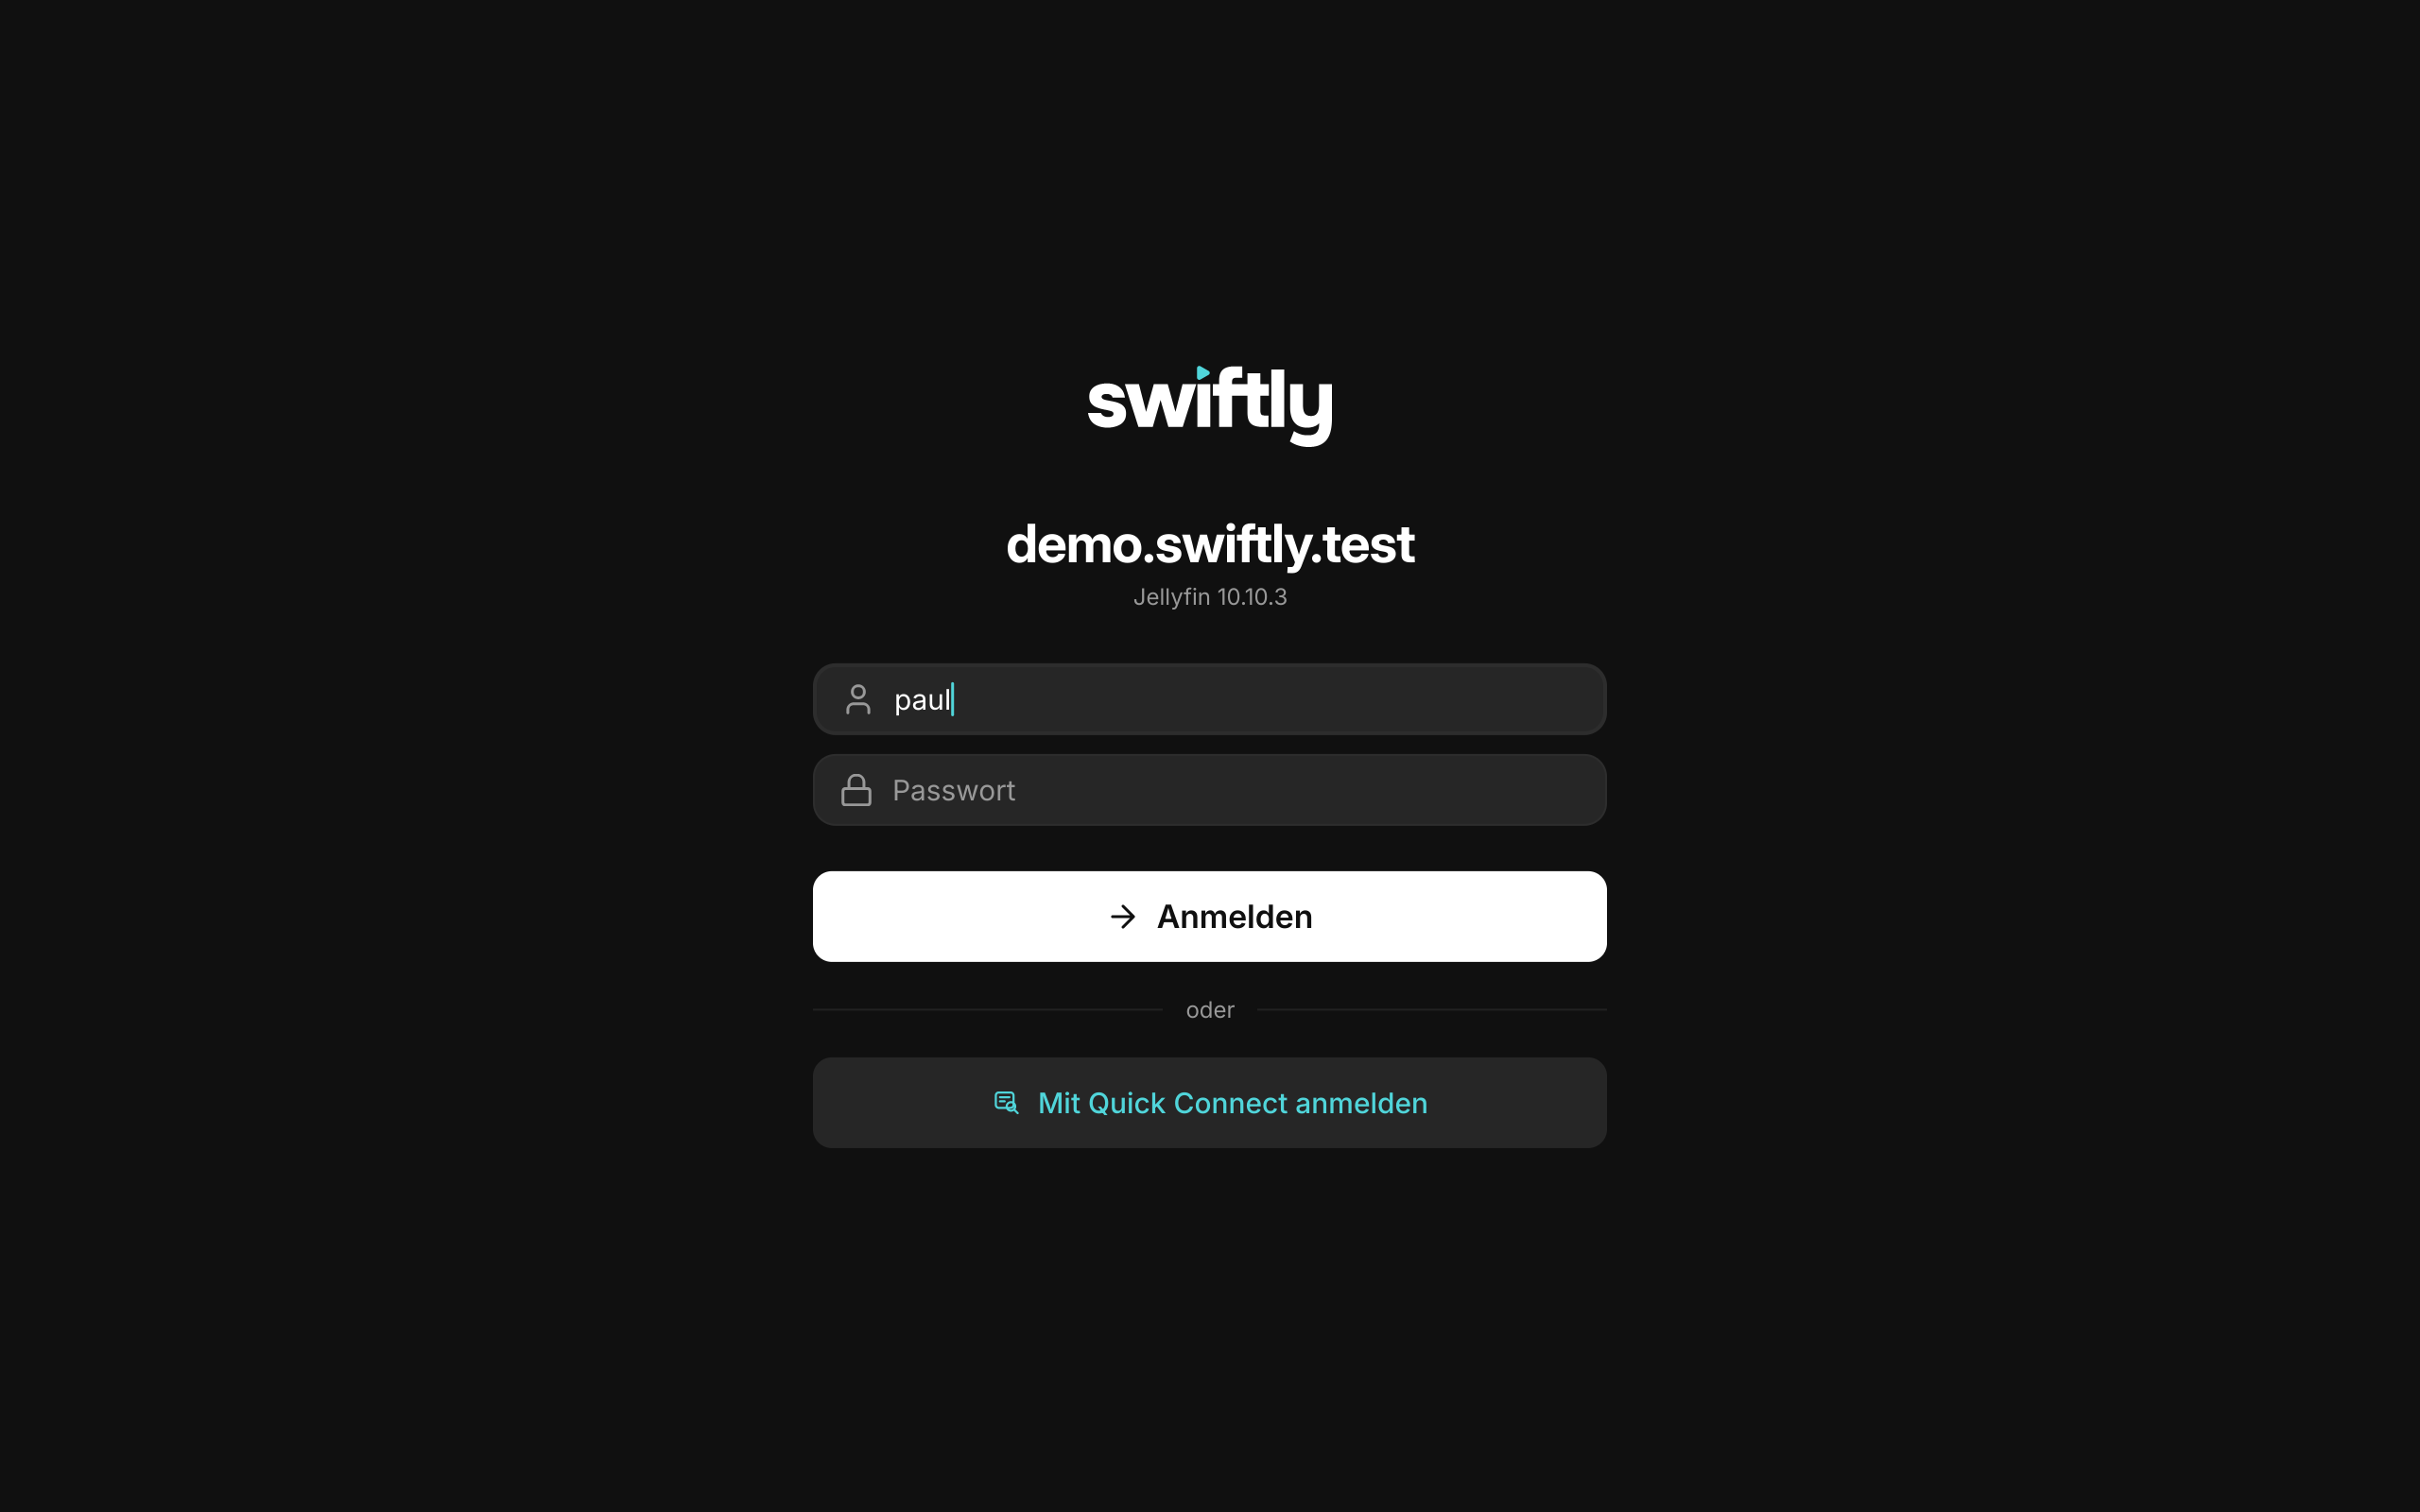 swiftly
demo.swiftly.test
Jellyfin 10.10.3
paul
Passwort
Anmelden
oder
Mit Quick Connect anmelden